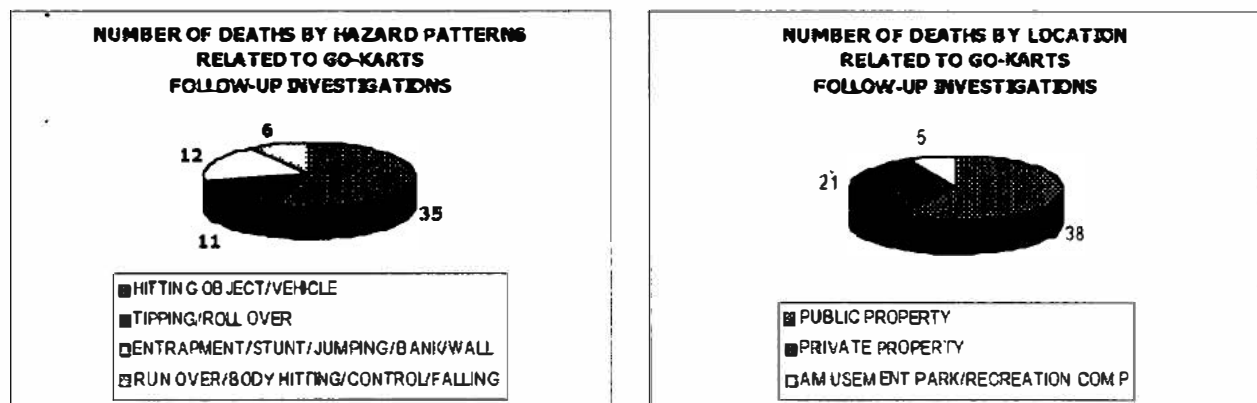 NUMBER OF DEATHS BY HAZARD PATTERNS
RELATED TO GO-KARTS
FOLLOW-UP INVESTIGATIONS
6
12
35
11
HITTING OBJECT/VEHICLE
TIPPING/ROLL OVER
ENTRAPMENT/STUNT/JUMPING/BANK/WALL
RUN OVER/BODY HITTING/CONTROL/FALLING
NUMBER OF DEATHS BY LOCATION
RELATED TO GO-KARTS
FOLLOW-UP INVESTIGATIONS
5
21
38
PUBLIC PROPERTY
PRIVATE PROPERTY
AMUSEMENT PARK/RECREATION COMP